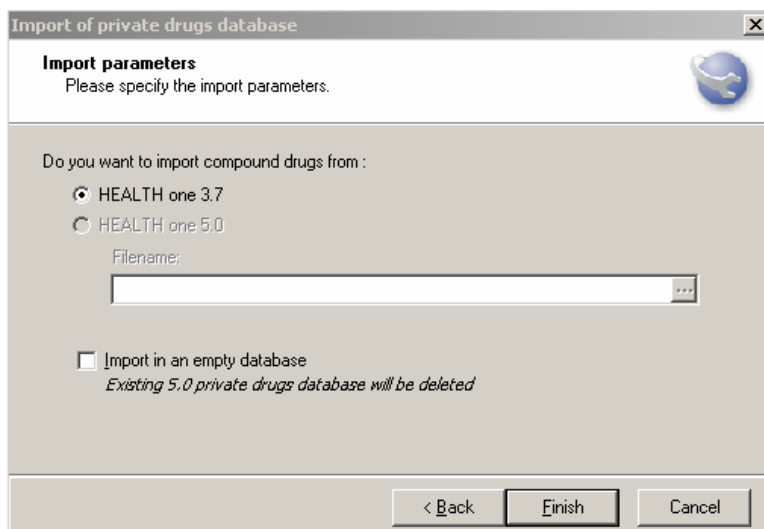 Import of private drugs database
Import parameters
Please specify the import parameters.
Do you want to import compound drugs from :
HEALTH one 3.7
HEALTH one 5.0
Filename:
...
Import in an empty database
Existing 5.0 private drugs database will be deleted
< Back
Finish
Cancel